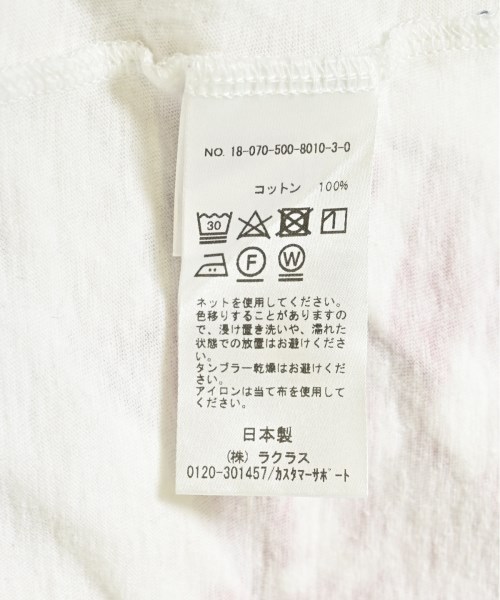 NO. 18-070-500-8010-3-0
コットン 100%
30
F W
ネットを使用してください。
色移りすることがありますの
で、浸け置き洗いや、濡れた
状態での放置はお避けくださ
い。
タンブラー乾燥はお避けくだ
さい。
アイロンは当て布を使用して
ください。
日本製
(株) ラクラス
0120-301457/カスタマーサポート